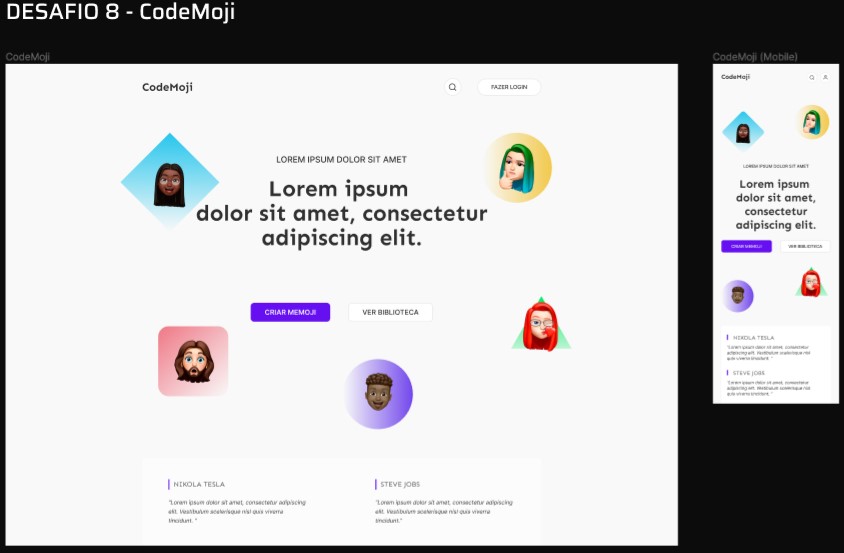 DESAFIO 8 - CodeMoji
CodeMoji
CodeMoji
FAZER LOGIN
LOREM IPSUM DOLOR SIT AMET
Lorem ipsum
dolor sit amet, consectetur
adipiscing elit.
CRIAR MEMOJI
VER BIBLIOTECA
NIKOLA TESLA
"Lorem ipsum dolor sit amet, consectetur adipiscing
elit. Vestibulum scelerisque nisl quis viverra
tincidunt. "
STEVE JOBS
"Lorem ipsum dolor sit amet, consectetur adipiscing
elit. Vestibulum scelerisque nisl quis viverra
tincidunt."
CodeMoji (Mobile)
CodeMoji
LOREM IPSUM DOLOR SIT AMET
Lorem ipsum
dolor sit amet,
consectetur
adipiscing elit.
CRIAR MEMOJI
VER BIBLIOTECA
NIKOLA TESLA
"Lorem ipsum dolor sit amet, consectetur
adipiscing elit. Vestibulum scelerisque nisl
quis viverra tincidunt. "
STEVE JOBS
"Lorem ipsum dolor sit amet, consectetur
adipiscing elit. Vestibulum scelerisque nisl
quis viverra tincidunt. "